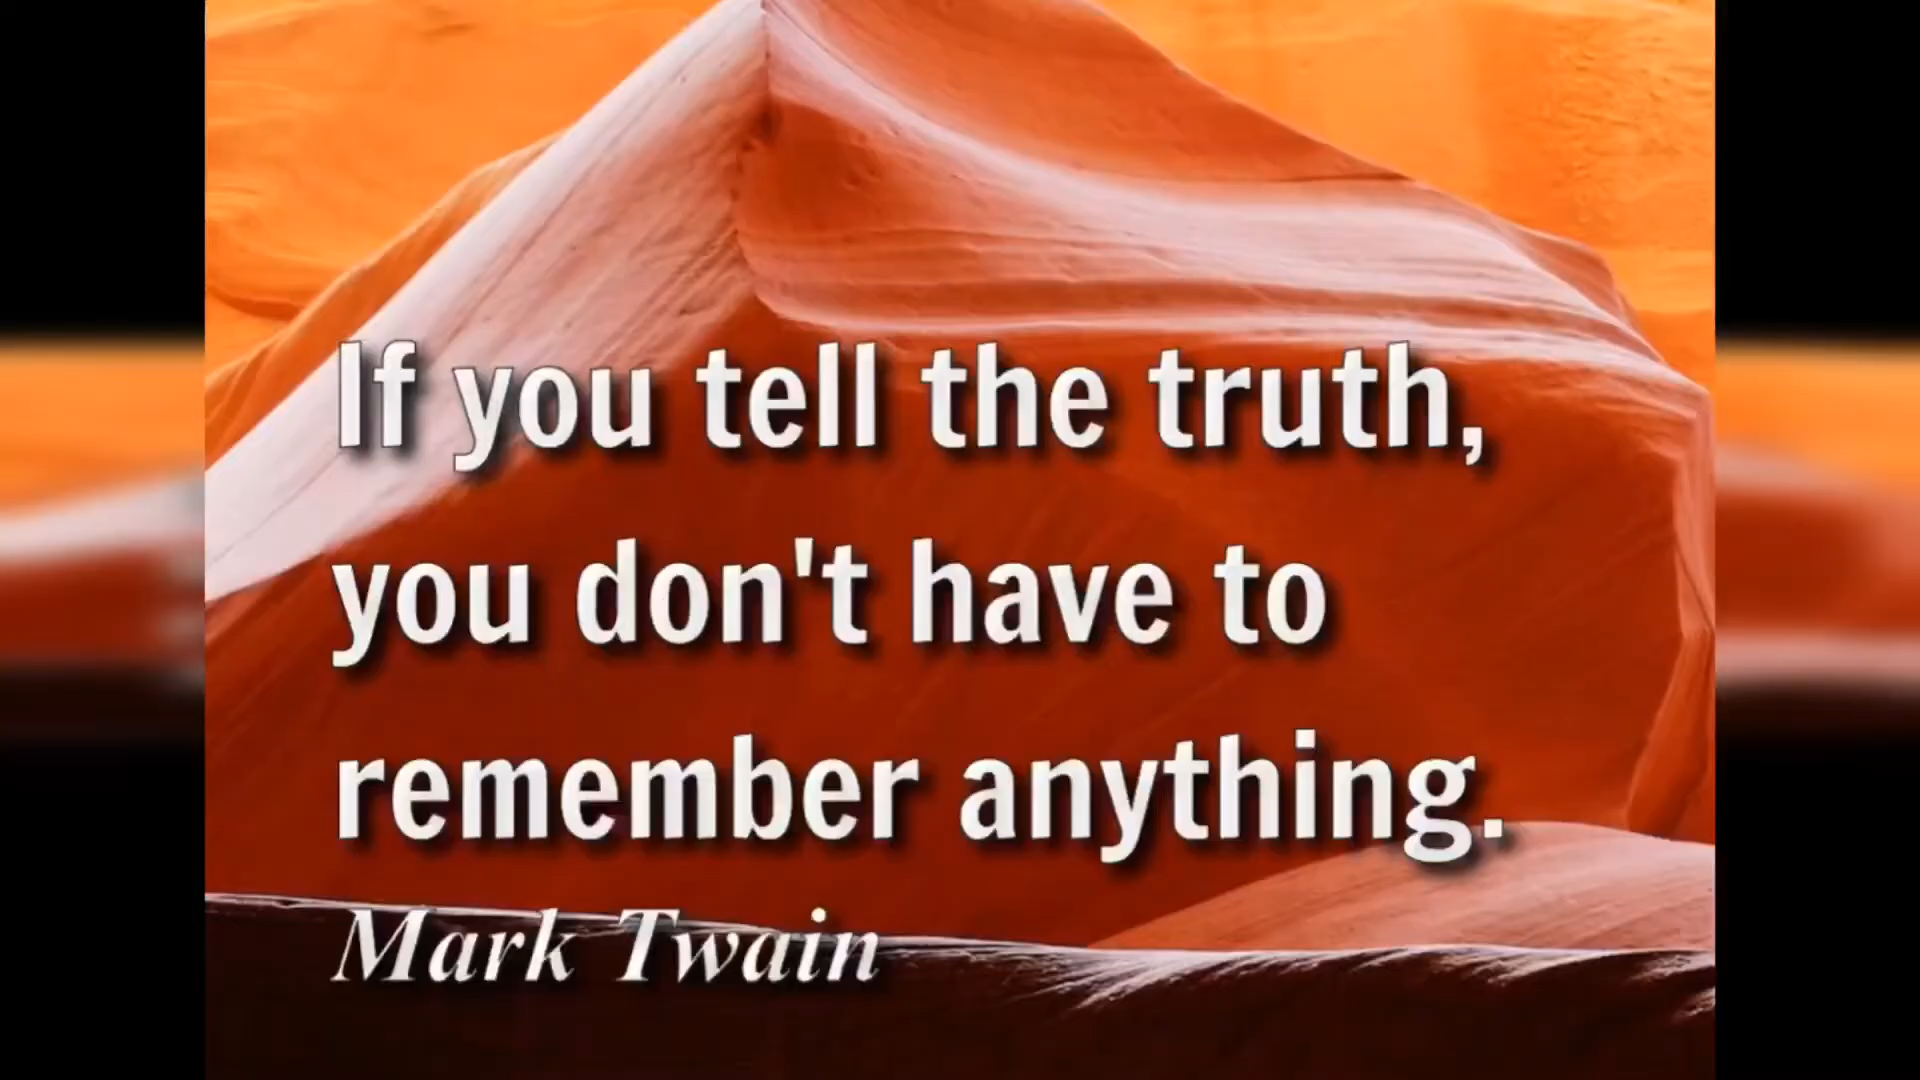 If you tell the truth,
you don't have to
remember anything.
Mark Twain